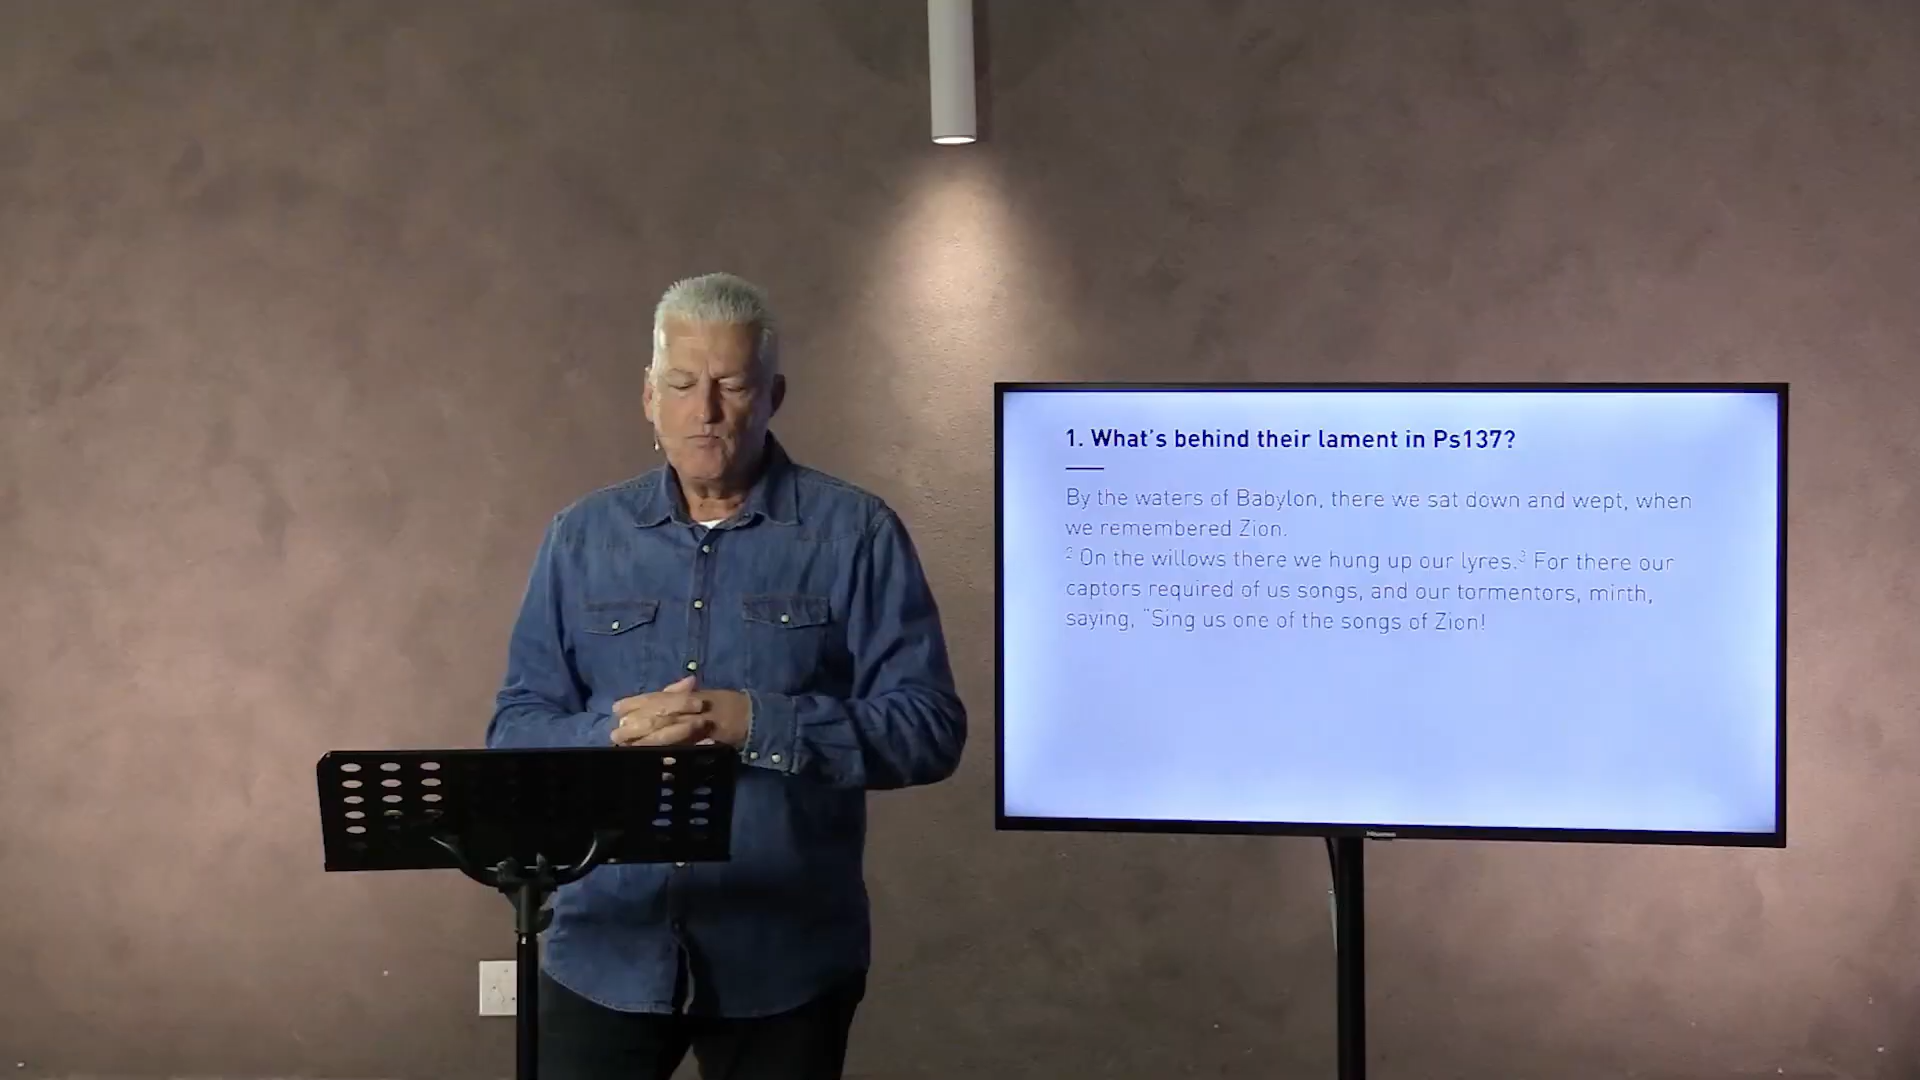 1. What's behind their lament in Ps137?
By the waters of Babylon, there we sat down and wept, when
we remembered Zion.
² On the willows there we hung up our lyres.³ For there our
captors required of us songs, and our tormentors, mirth,
saying, “Sing us one of the songs of Zion!
Hisense